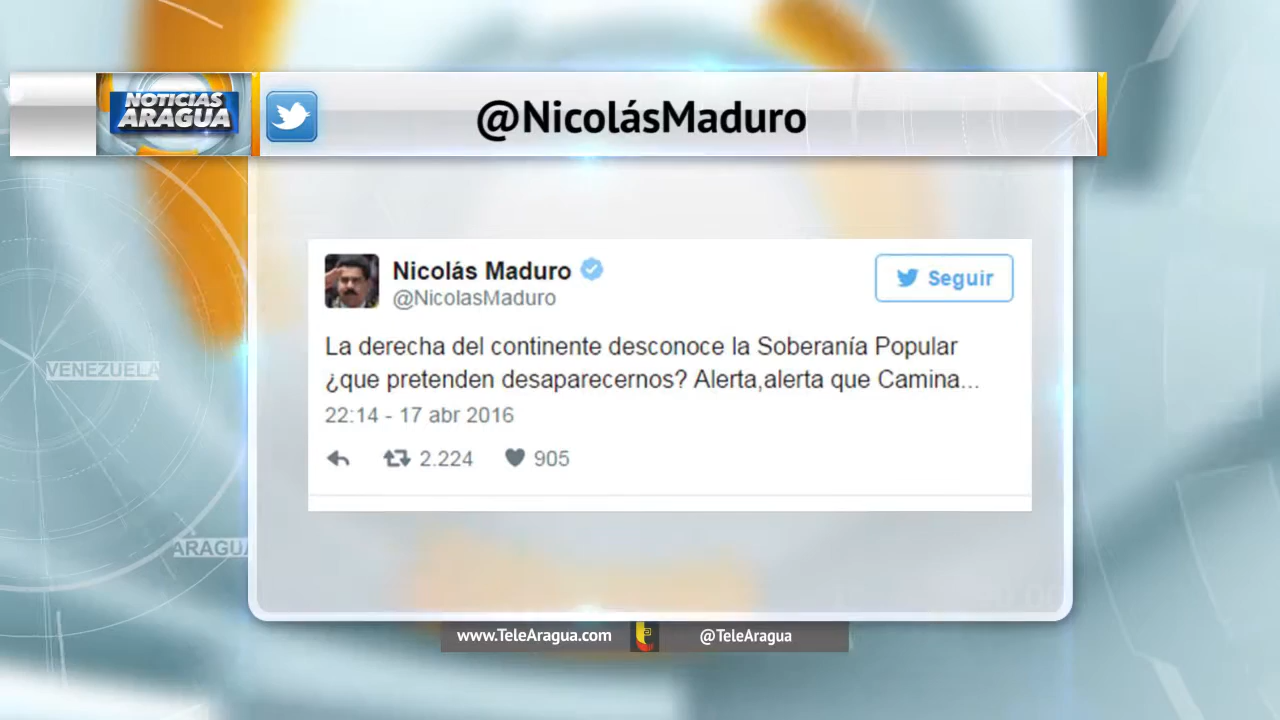 NOTICIAS
ARAGUA
@NicolásMaduro
Nicolás Maduro
@NicolasMaduro
Seguir
La derecha del continente desconoce la Soberanía Popular
¿que pretenden desaparecernos? Alerta,alerta que Camina...
22:14 - 17 abr 2016
2.224 905
VENEZUELA
ARAGUA
www.TeleAragua.com @TeleAragua